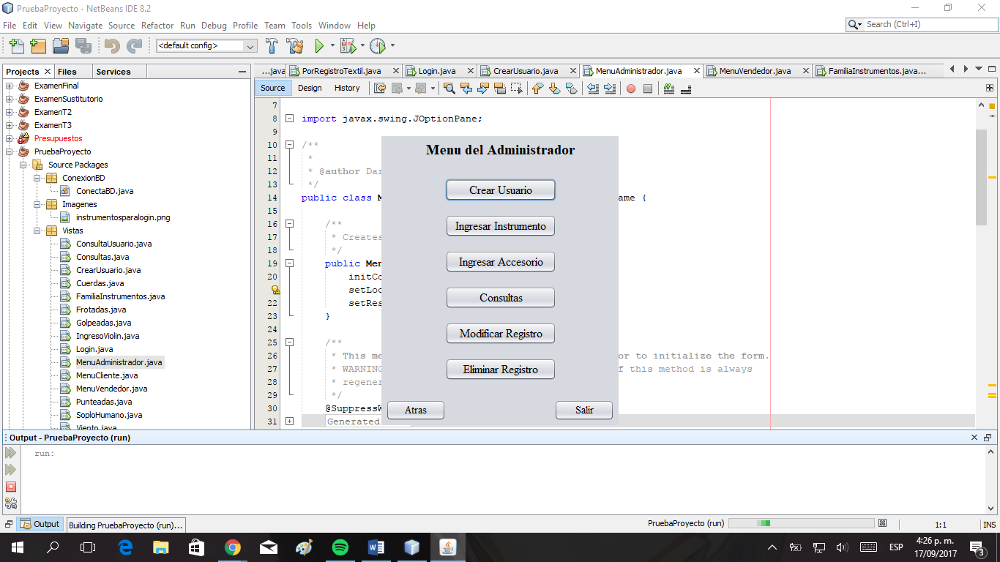 PruebaProyecto - NetBeans IDE 8.2
File Edit View Navigate Source Refactor Run Debug Profile Team Tools Window Help
Search (Ctrl+I)
<default config>
Projects Files Services
...java PorRegistroTextil.java Login.java CrearUsuario.java MenuAdministrador.java MenuVendedor.java FamiliaInstrumentos.java...
Source Design History
ExamenFinal
ExamenSustitutorio
ExamenT2
ExamenT3
Presupuestos
PruebaProyecto
Source Packages
ConexionBD
ConectaBD.java
Imagenes
instrumentosparalogin.png
Vistas
ConsultaUsuario.java
Consultas.java
CrearUsuario.java
Cuerdas.java
FamiliaInstrumentos.java
Frotadas.java
Golpeadas.java
IngresoViolin.java
Login.java
MenuAdministrador.java
MenuCliente.java
MenuVendedor.java
Punteadas.java
SoploHumano.java
Viento.java
7
8 import javax.swing.JOptionPane;
9
10 /**
11 *
12 * @author Dar
13 */
14 public class M ame {
15
16 /**
17 * Creates
18 */
19 public Men
20 initCo
setLoc
22 setRes
23 }
24
25 /**
26 * This me or to initialize the form.
27 * WARNING f this method is always
28 * regener
29 */
30 @SuppressW
31 Generated
Menu del Administrador
Crear Usuario
Ingresar Instrumento
Ingresar Accesorio
Consultas
Modificar Registro
Eliminar Registro
Atras Salir
Output - PruebaProyecto (run)
run:
Output Building PruebaProyecto (run)...
PruebaProyecto (run) 1:1 INS
ESP
4:26 p. m.
17/09/2017
3